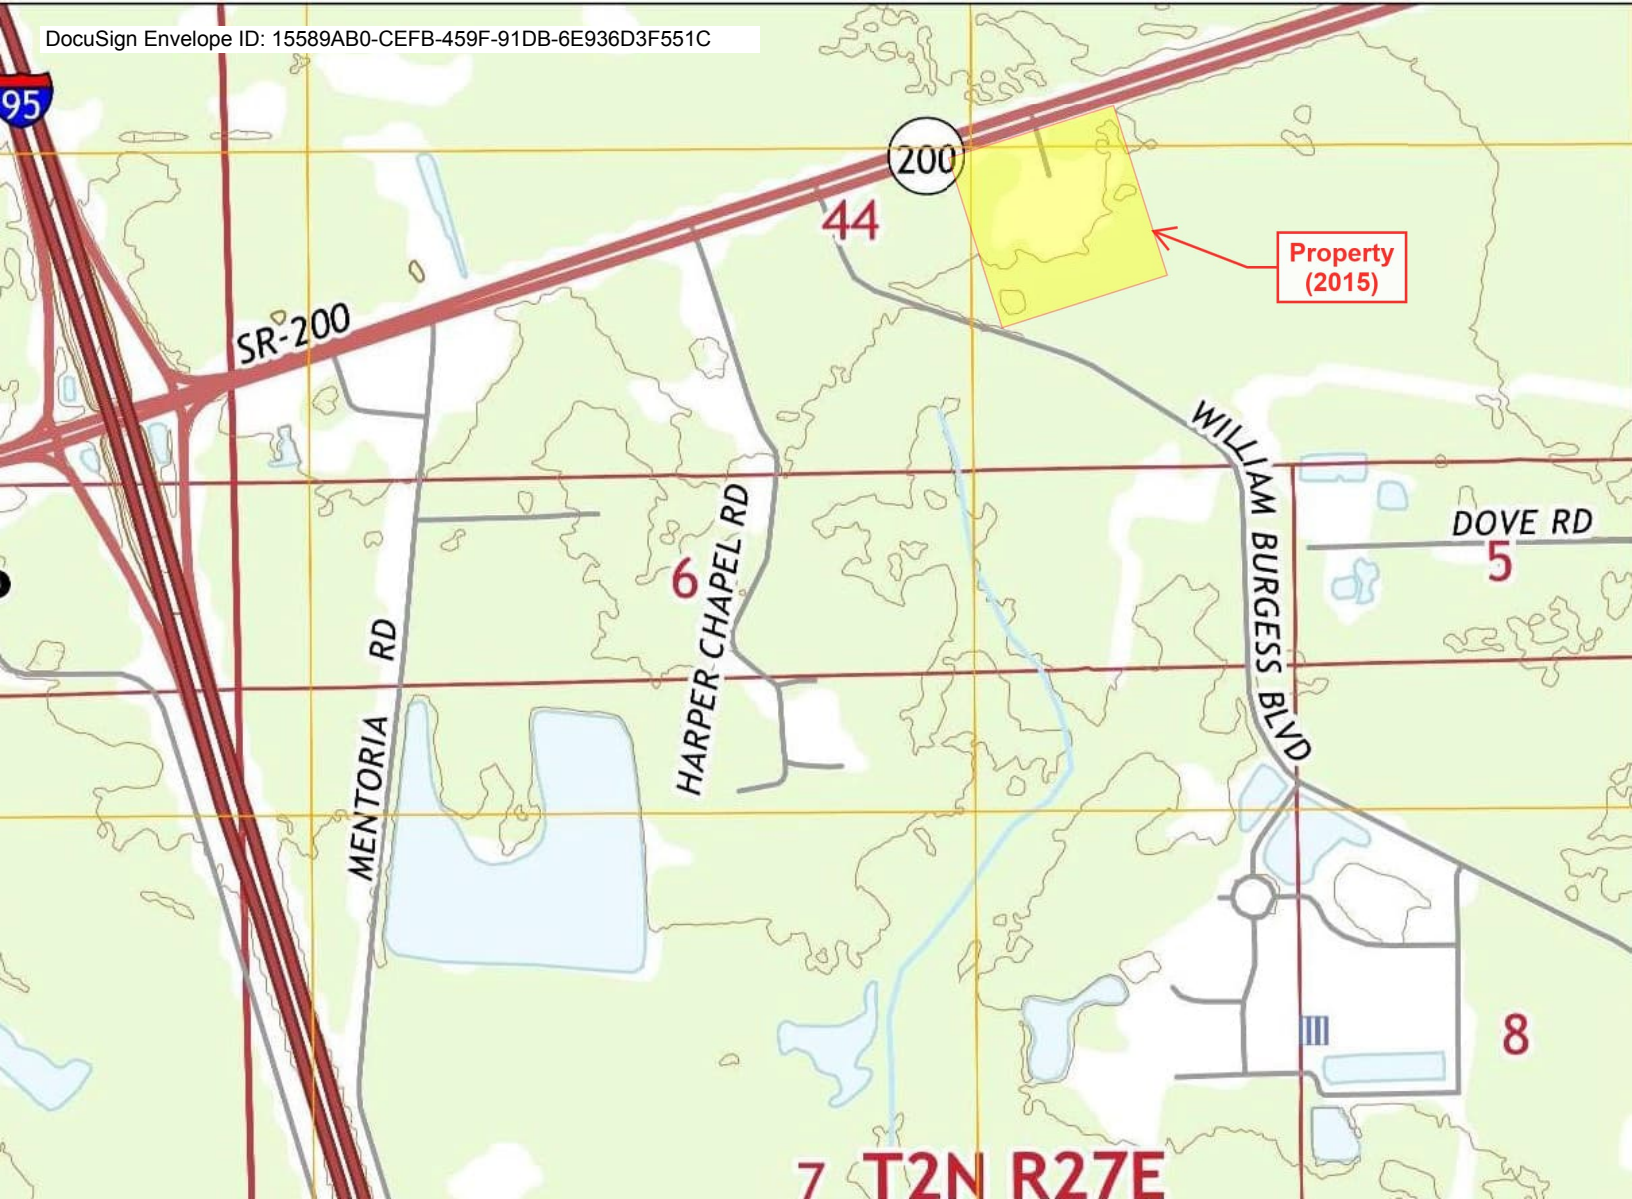 DocuSign Envelope ID: 15589AB0-CEFB-459F-91DB-6E936D3F551C
95
200
44
Property
(2015)
SR-200
WILLIAM BURGESS BLVD
DOVE RD
5
6
HARPER CHAPEL RD
MENTORIA RD
8
7 T2N R27E